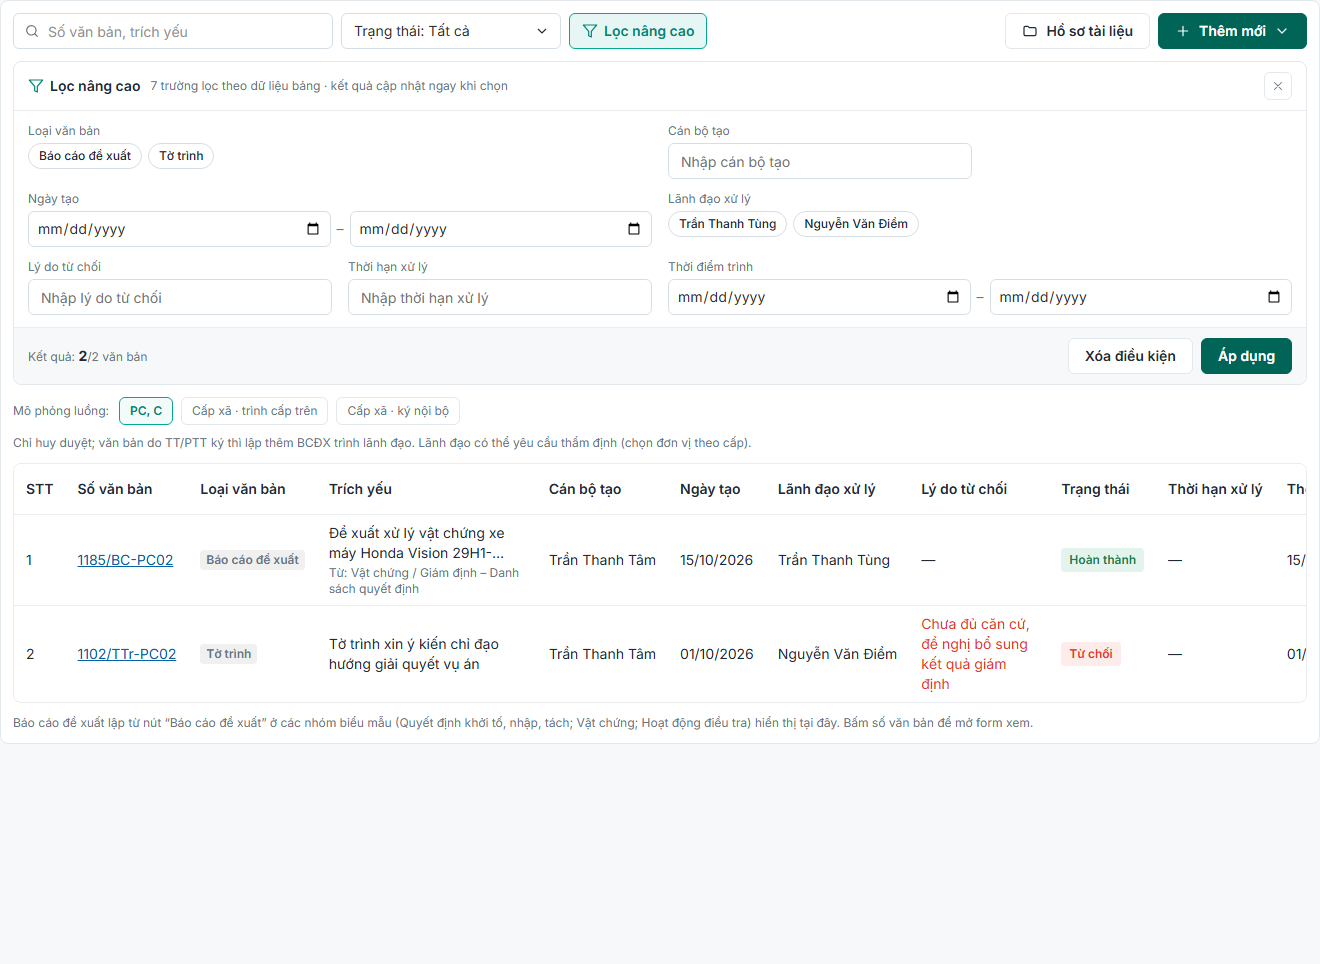 Số văn bản, trích yếu
Trạng thái: Tất cả
Lọc nâng cao
Hồ sơ tài liệu
Thêm mới
Lọc nâng cao 7 trường lọc theo dữ liệu bảng · kết quả cập nhật ngay khi chọn
Loại văn bản
Báo cáo đề xuất
Tờ trình
Cán bộ tạo
Nhập cán bộ tạo
Ngày tạo
mm/dd/yyyy – mm/dd/yyyy
Lãnh đạo xử lý
Trần Thanh Tùng
Nguyễn Văn Điềm
Lý do từ chối
Nhập lý do từ chối
Thời hạn xử lý
Nhập thời hạn xử lý
Thời điểm trình
mm/dd/yyyy – mm/dd/yyyy
Kết quả: 2/2 văn bản
Xóa điều kiện
Áp dụng
Mô phỏng luồng:
PC, C
Cấp xã · trình cấp trên
Cấp xã · ký nội bộ
Chỉ huy duyệt; văn bản do TT/PTT ký thì lập thêm BCĐX trình lãnh đạo. Lãnh đạo có thể yêu cầu thẩm định (chọn đơn vị theo cấp).
STT
Số văn bản
Loại văn bản
Trích yếu
Cán bộ tạo
Ngày tạo
Lãnh đạo xử lý
Lý do từ chối
Trạng thái
Thời hạn xử lý
1
1185/BC-PC02
Báo cáo đề xuất
Đề xuất xử lý vật chứng xe
máy Honda Vision 29H1-...
Từ: Vật chứng / Giám định – Danh
sách quyết định
Trần Thanh Tâm
15/10/2026
Trần Thanh Tùng
—
Hoàn thành
—
15/
2
1102/TTr-PC02
Tờ trình
Tờ trình xin ý kiến chỉ đạo
hướng giải quyết vụ án
Trần Thanh Tâm
01/10/2026
Nguyễn Văn Điềm
Chưa đủ căn cứ,
đề nghị bổ sung
kết quả giám
định
Từ chối
—
01/
Báo cáo đề xuất lập từ nút “Báo cáo đề xuất” ở các nhóm biểu mẫu (Quyết định khởi tố, nhập, tách; Vật chứng; Hoạt động điều tra) hiển thị tại đây. Bấm số văn bản để mở form xem.